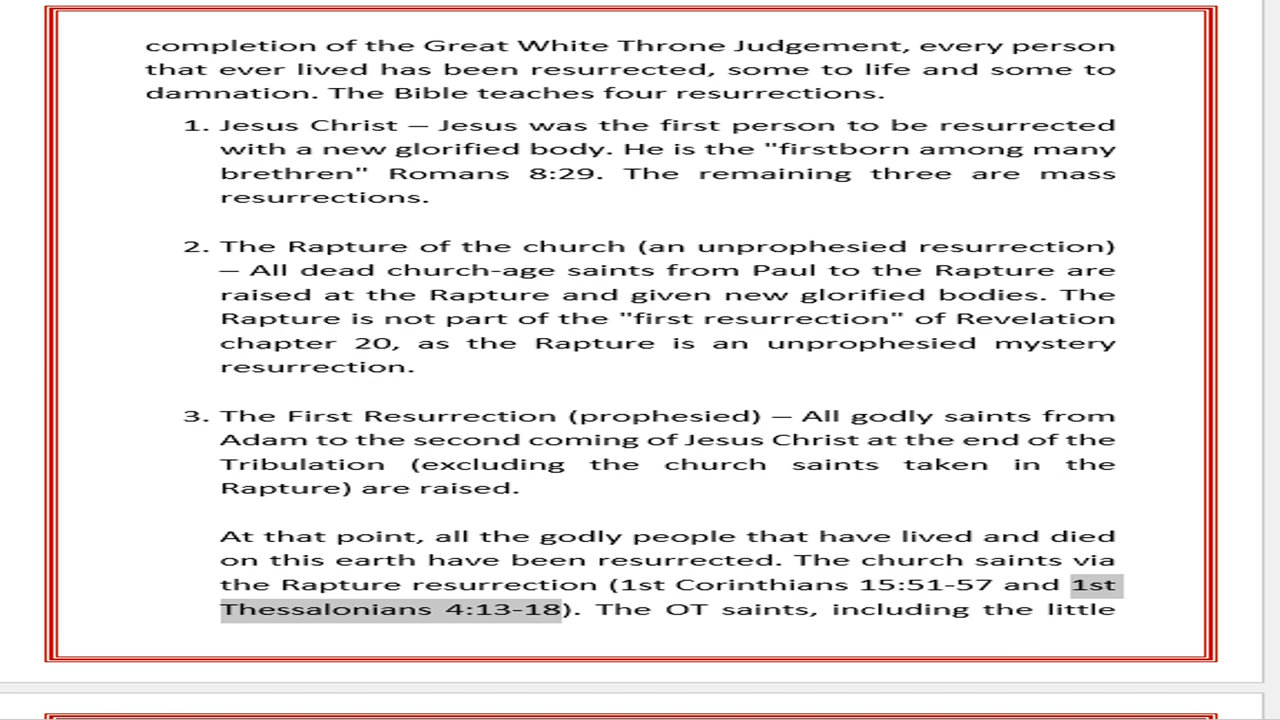 completion of the Great White Throne Judgement, every person
that ever lived has been resurrected, some to life and some to
damnation. The Bible teaches four resurrections.
1. Jesus Christ – Jesus was the first person to be resurrected
with a new glorified body. He is the "firstborn among many
brethren" Romans 8:29. The remaining three are mass
resurrections.
2. The Rapture of the church (an unprophesied resurrection)
– All dead church-age saints from Paul to the Rapture are
raised at the Rapture and given new glorified bodies. The
Rapture is not part of the "first resurrection" of Revelation
chapter 20, as the Rapture is an unprophesied mystery
resurrection.
3. The First Resurrection (prophesied) – All godly saints from
Adam to the second coming of Jesus Christ at the end of the
Tribulation (excluding the church saints taken in the
Rapture) are raised.
At that point, all the godly people that have lived and died
on this earth have been resurrected. The church saints via
the Rapture resurrection (1st Corinthians 15:51-57 and 1st
Thessalonians 4:13-18). The OT saints, including the little